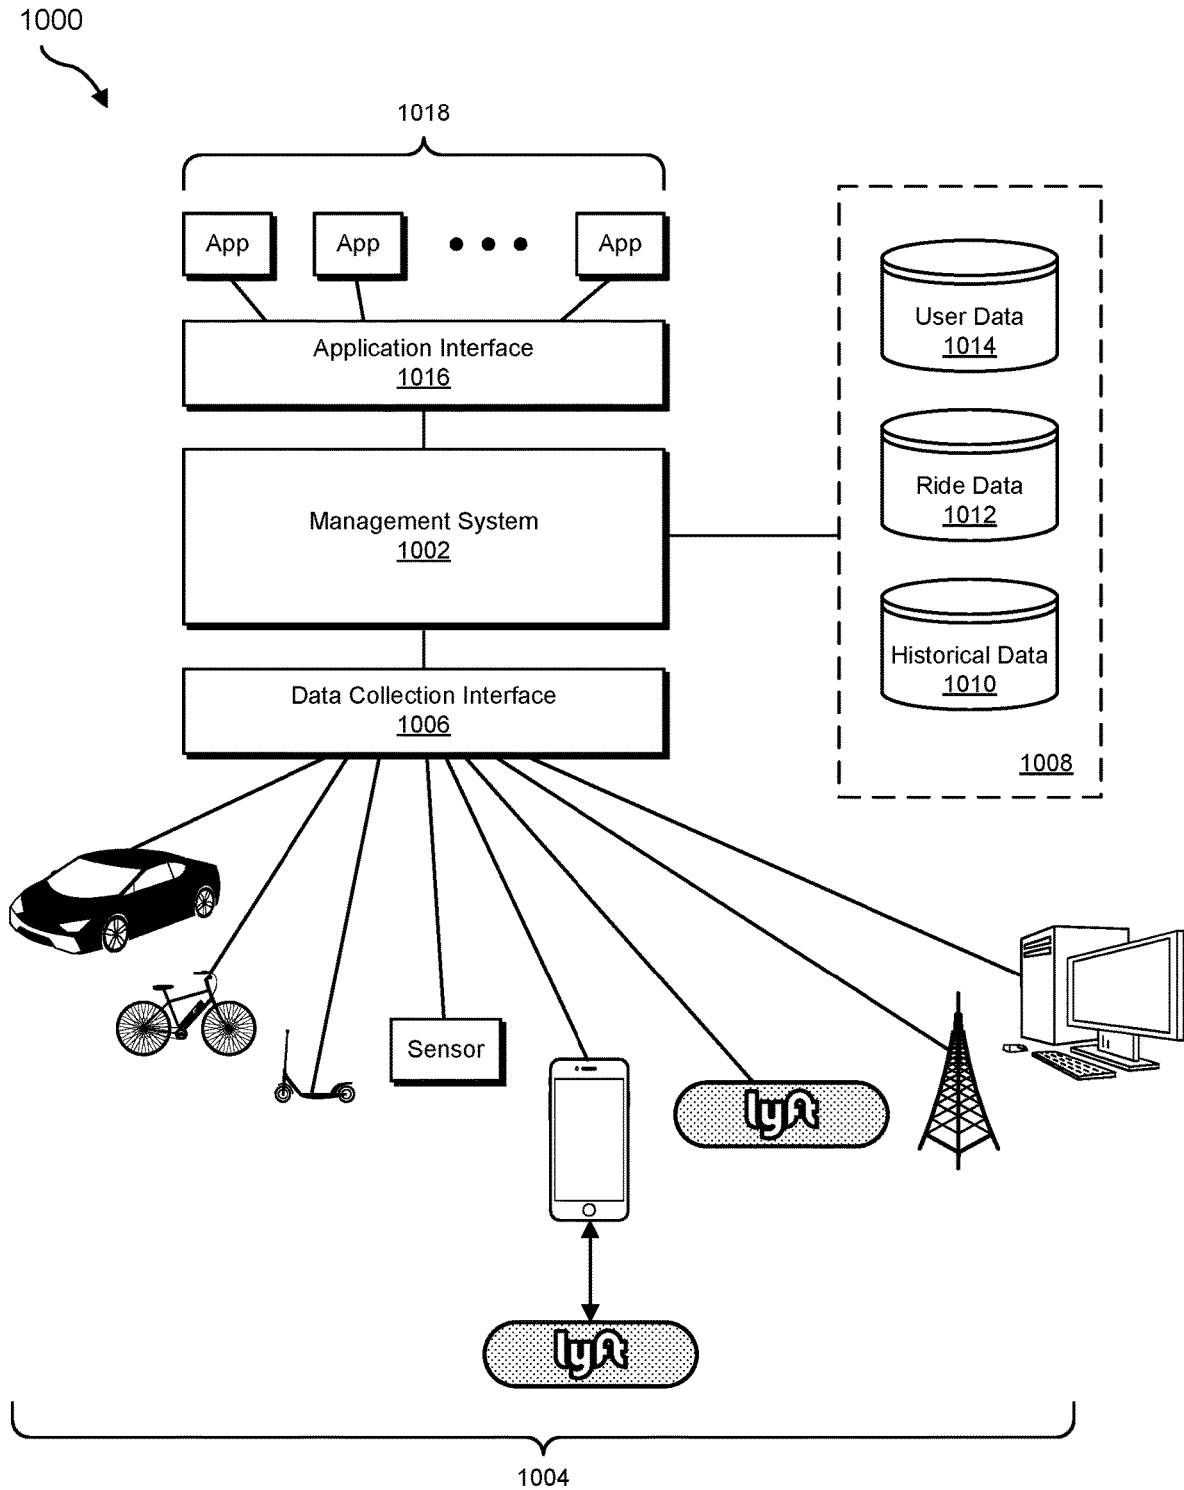 1000
1018
App
App
App
Application Interface
1016
User Data
1014
Ride Data
1012
Management System
1002
Historical Data
1010
Data Collection Interface
1006
1008
Sensor
lyft
lyft
1004